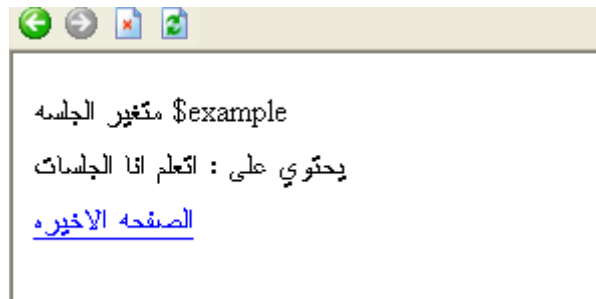 متغير الجلسه $example
يحتوي على : اتعلم انا الجلسات
الصفحه الاخيره